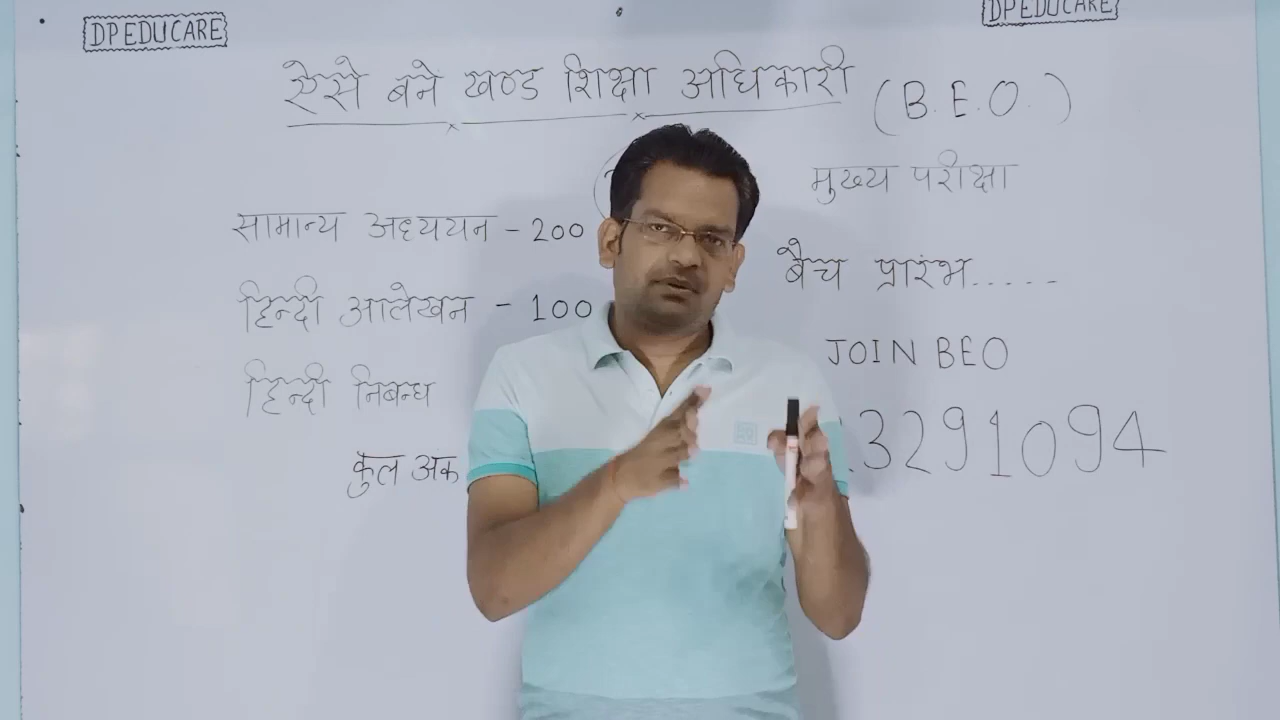 DPEDUCARE
DPEDUCARE
ऐसे बने खण्ड शिक्षा अधिकारी (B.E.O.)
मुख्य परीक्षा
सामान्य अध्ययन - 200
बैच प्रारंभ.....
हिन्दी आलेखन - 100
JOIN BEO
हिन्दी निबन्ध
3291094
कुल अंक